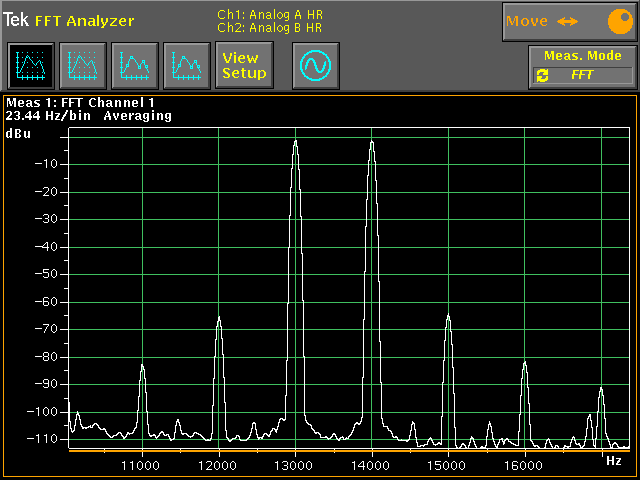 Tek FFT Analyzer
Ch1: Analog A HR
Ch2: Analog B HR
Move
View
Setup
Meas. Mode
FFT
Meas 1: FFT Channel 1
23.44 Hz/bin Averaging
dBu
-10
-20
-30
-40
-50
-60
-70
-80
-90
-100
-110
11000 12000 13000 14000 15000 16000 Hz